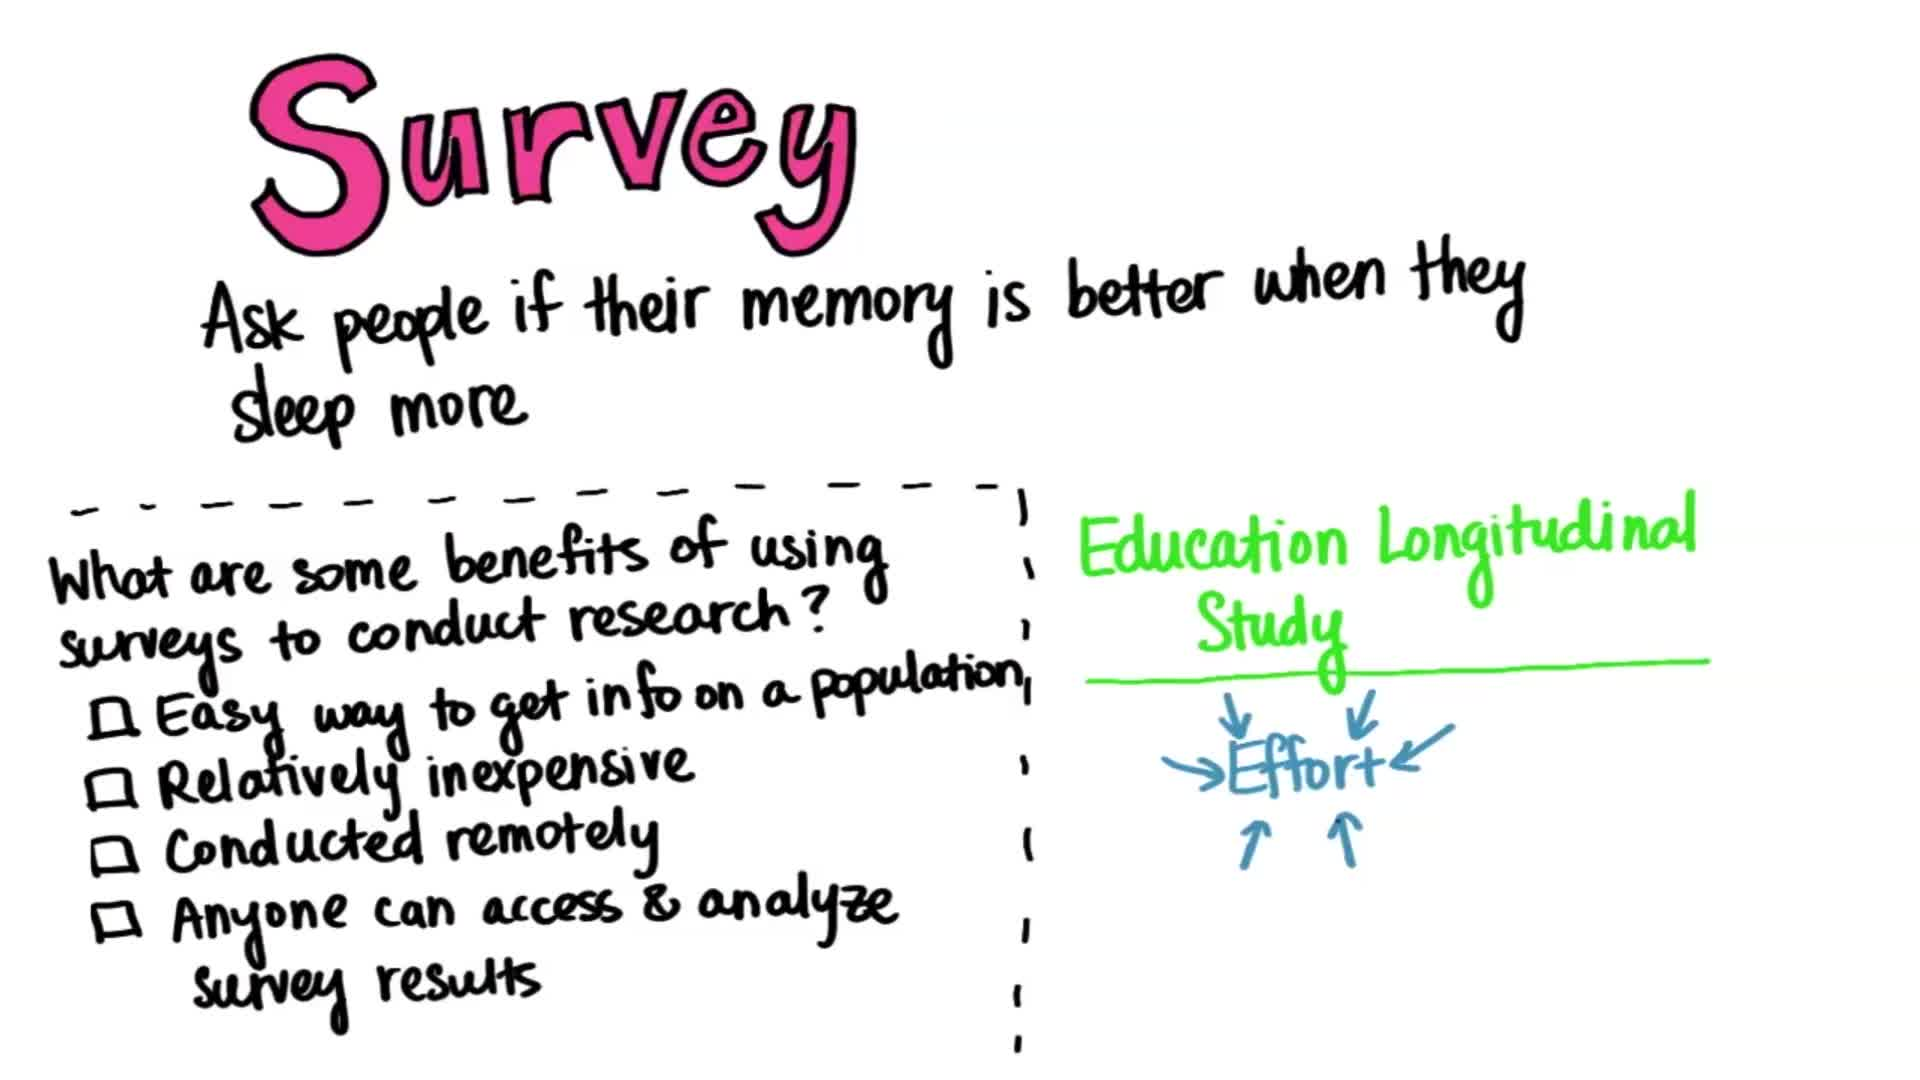 Survey
Ask people if their memory is better when they
sleep more
What are some benefits of using
surveys to conduct research?
Easy way to get info on a population
Relatively inexpensive
Conducted remotely
Anyone can access & analyze
survey results
Education Longitudinal
Study
Effort